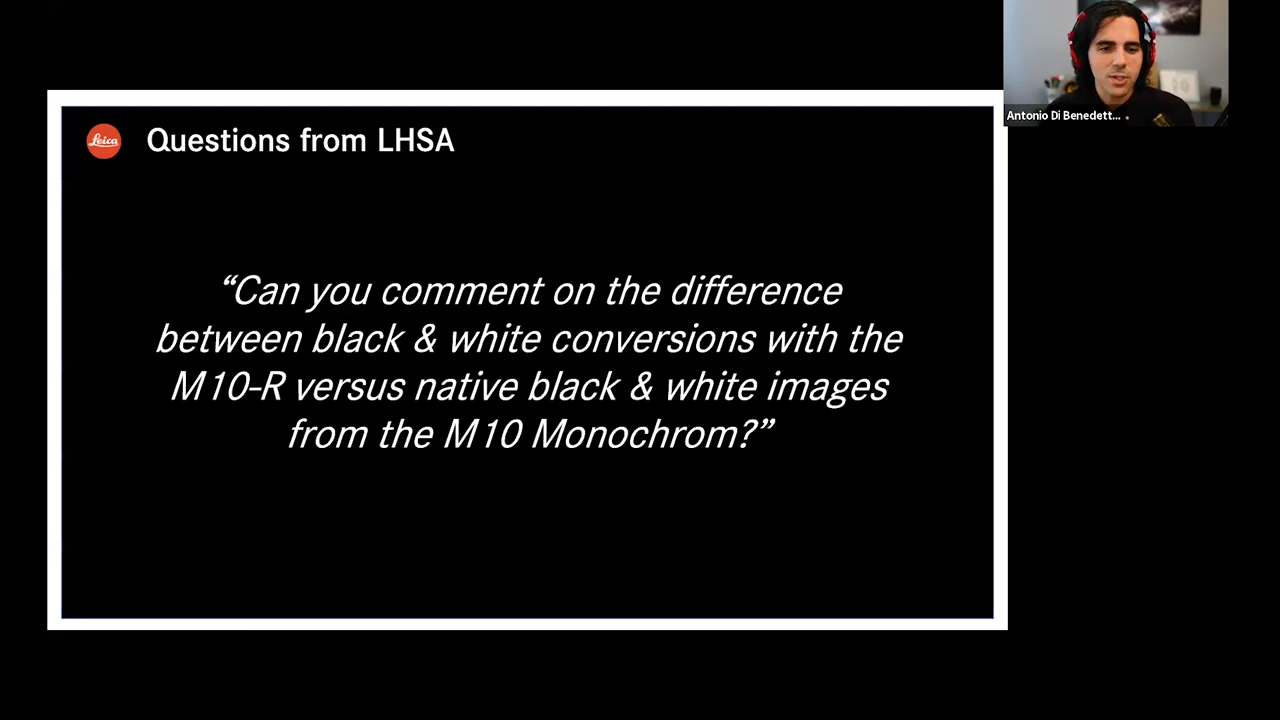 Leica
Questions from LHSA
“Can you comment on the difference
between black & white conversions with the
M10-R versus native black & white images
from the M10 Monochrom?”
Antonio Di Benedett...